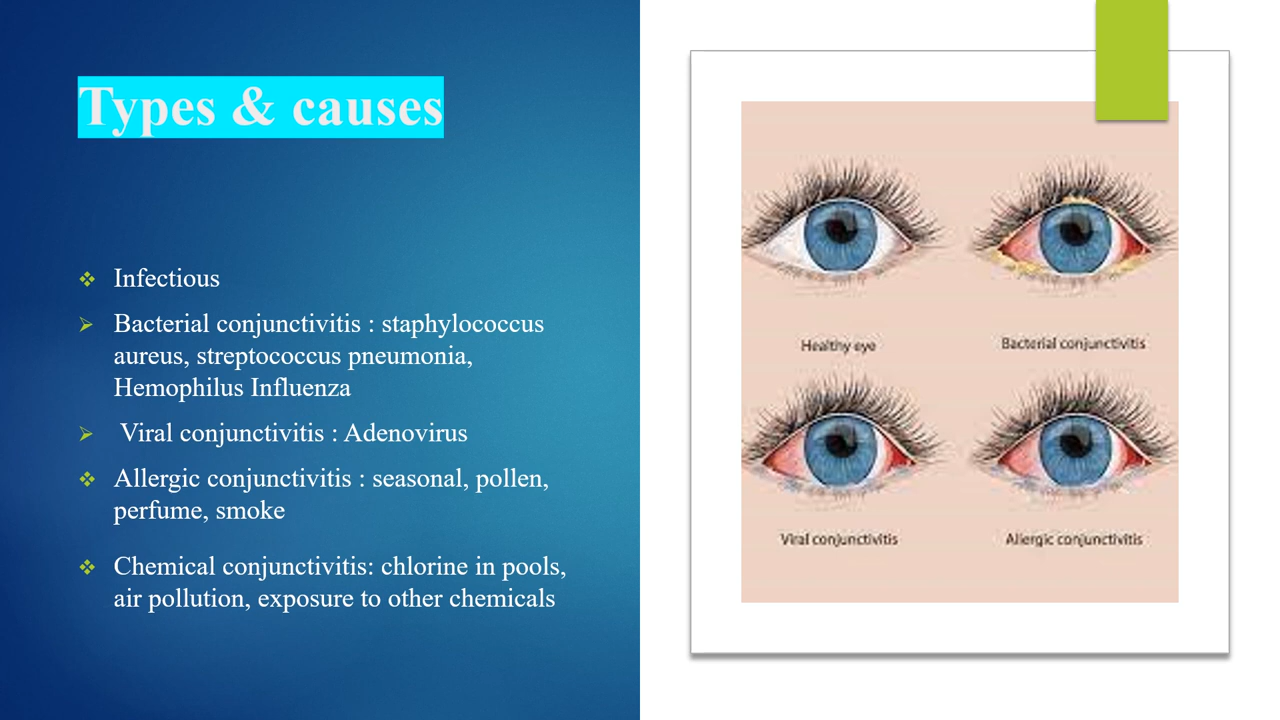 Types & causes
Infectious
Bacterial conjunctivitis : staphylococcus
aureus, streptococcus pneumonia,
Hemophilus Influenza
Viral conjunctivitis : Adenovirus
Allergic conjunctivitis : seasonal, pollen,
perfume, smoke
Chemical conjunctivitis: chlorine in pools,
air pollution, exposure to other chemicals
Healthy eye
Bacterial conjunctivitis
Viral conjunctivitis
Allergic conjunctivitis